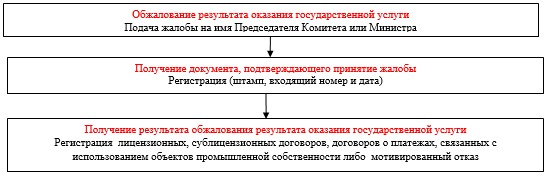 Обжалование результата оказания государственной услуги
Подача жалобы на имя Председателя Комитета или Министра
Получение документа, подтверждающего принятие жалобы
Регистрация (штамп, входящий номер и дата)
Получение результата обжалования результата оказания государственной услуги
Регистрация лицензионных, сублицензионных договоров, договоров о платежах, связанных с
использованием объектов промышленной собственности либо мотивированный отказ